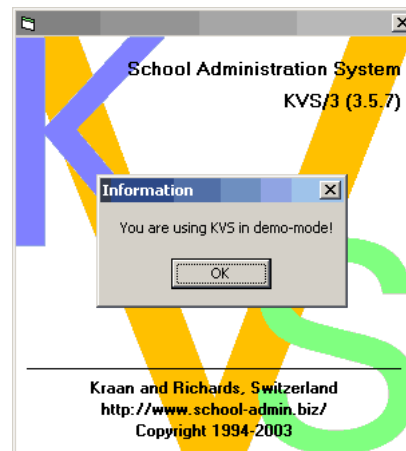 School Administration System
KVS/3 (3.5.7)
Information
You are using KVS in demo-mode!
OK
Kraan and Richards, Switzerland
http://www.school-admin.biz/
Copyright 1994-2003
KVS